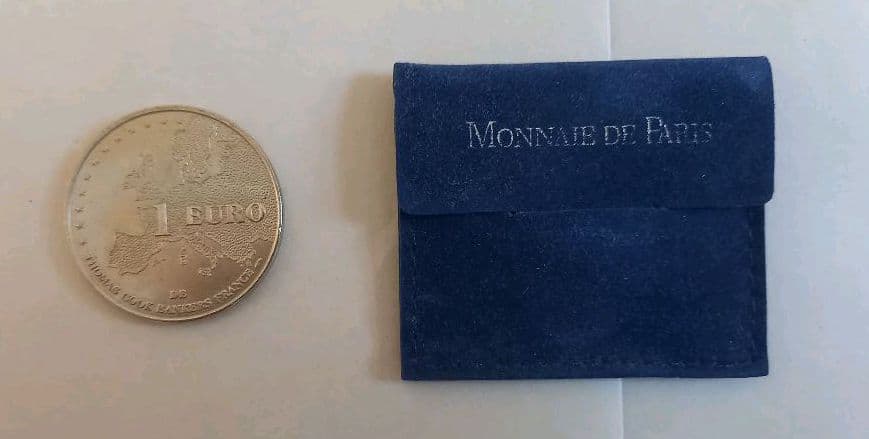 1 EURO
DE
THOMAS COOK BANKERS FRANCE
MONNAIE DE PARIS